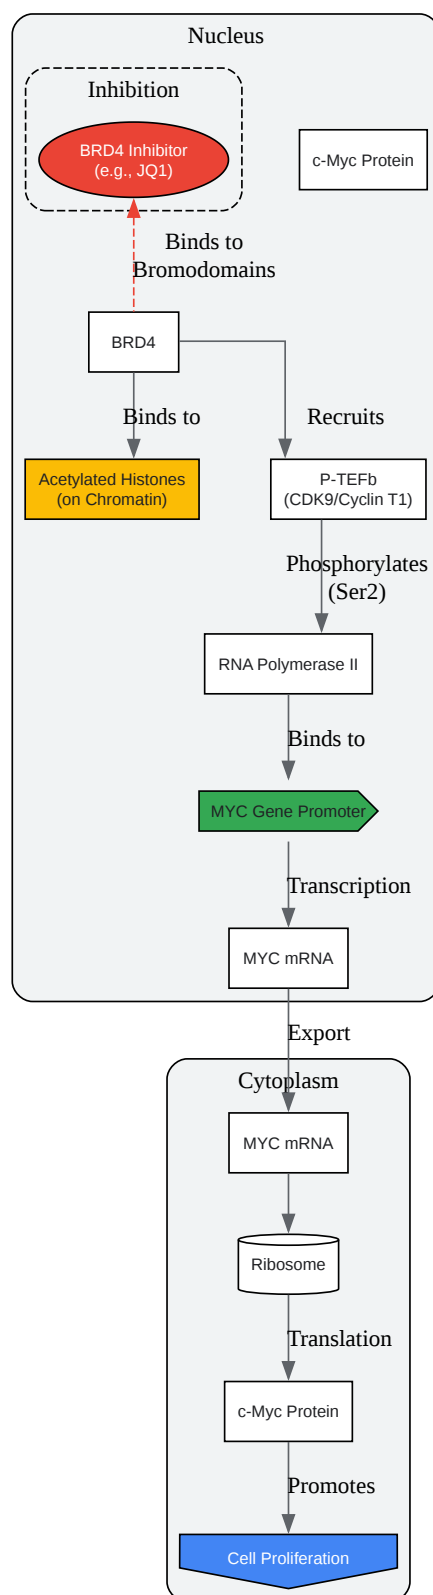 Nucleus
Inhibition
BRD4 Inhibitor
(e.g., JQ1)
c-Myc Protein
Binds to
Bromodomains
BRD4
Binds to
Recruits
Acetylated Histones
(on Chromatin)
P-TEFb
(CDK9/Cyclin T1)
Phosphorylates
(Ser2)
RNA Polymerase II
Binds to
MYC Gene Promoter
Transcription
MYC mRNA
Export
Cytoplasm
MYC mRNA
Ribosome
Translation
c-Myc Protein
Promotes
Cell Proliferation